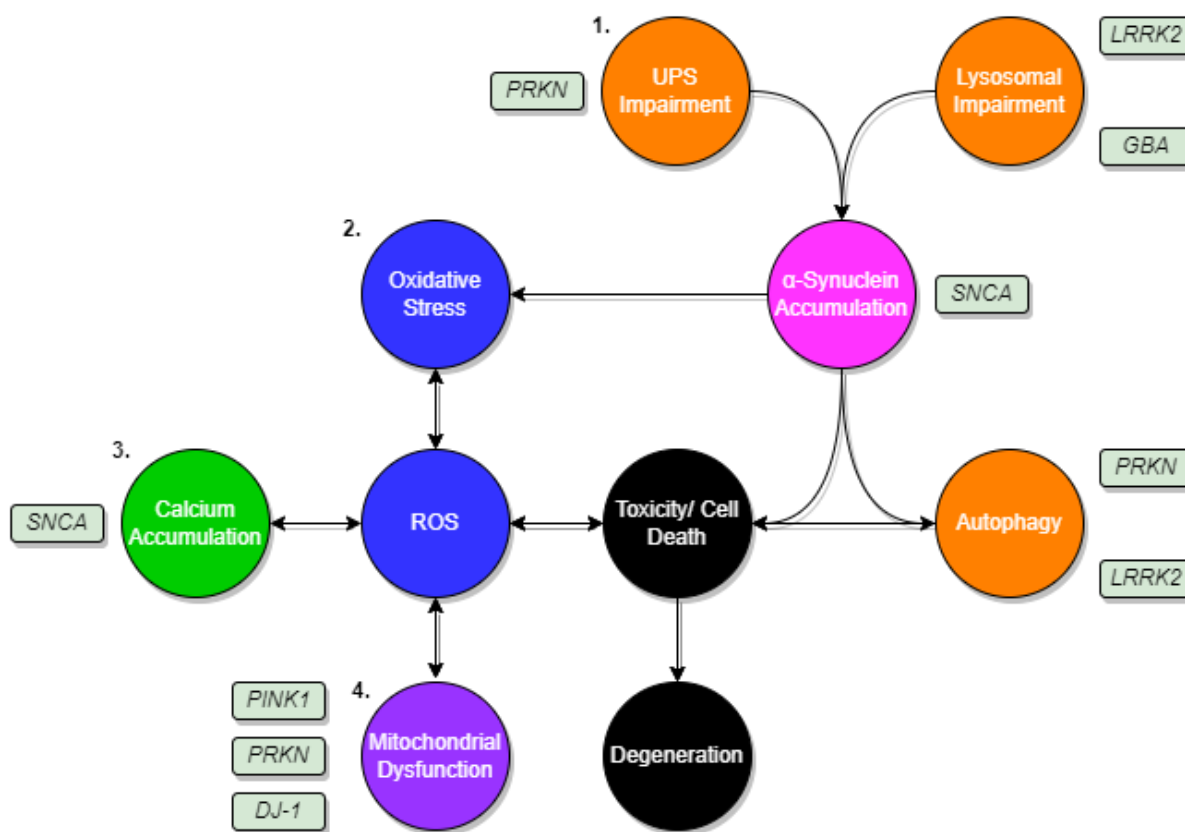 1.
UPS
Impairment
Lysosomal
Impairment
LRRK2
PRKN
GBA
2.
Oxidative
Stress
α-Synuclein
Accumulation
SNCA
3.
Calcium
Accumulation
SNCA
ROS
Toxicity/ Cell
Death
Autophagy
PRKN
LRRK2
4.
PINK1
PRKN
DJ-1
Mitochondrial
Dysfunction
Degeneration